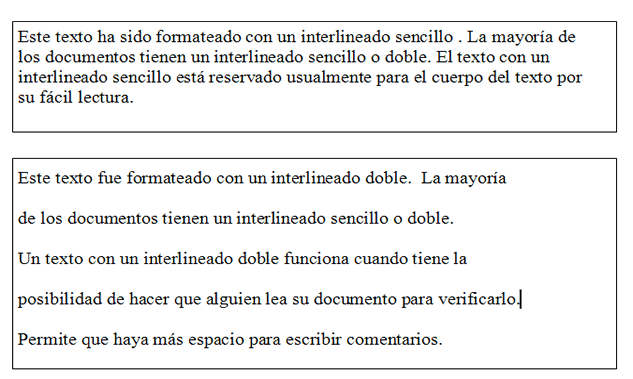 Este texto ha sido formateado con un interlineado sencillo . La mayoría de
los documentos tienen un interlineado sencillo o doble. El texto con un
interlineado sencillo está reservado usualmente para el cuerpo del texto por
su fácil lectura.
Este texto fue formateado con un interlineado doble.  La mayoría
de los documentos tienen un interlineado sencillo o doble.
Un texto con un interlineado doble funciona cuando tiene la
posibilidad de hacer que alguien lea su documento para verificarlo.
Permite que haya más espacio para escribir comentarios.